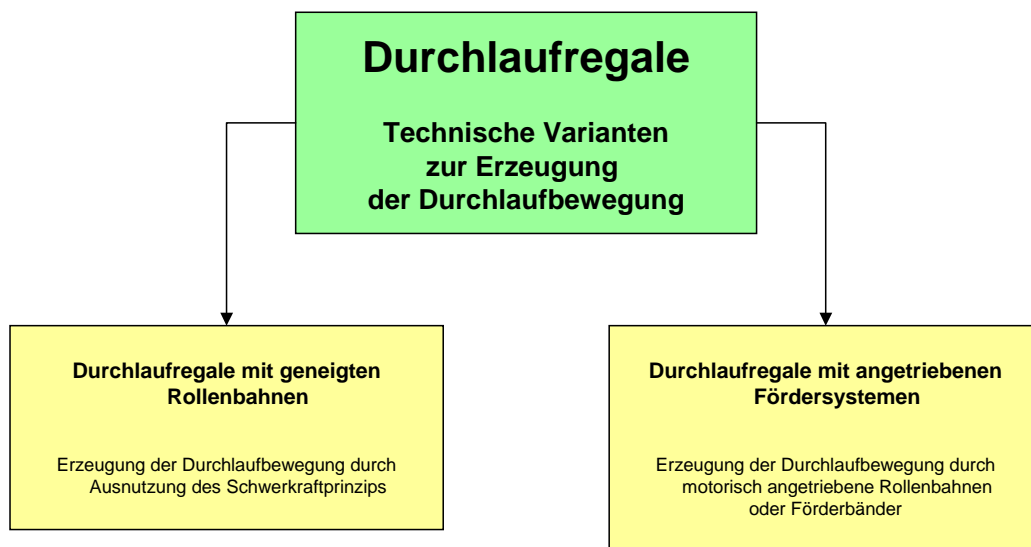 Durchlaufregale
Technische Varianten
zur Erzeugung
der Durchlaufbewegung
Durchlaufregale mit geneigten
Rollenbahnen
Erzeugung der Durchlaufbewegung durch
Ausnutzung des Schwerkraftprinzips
Durchlaufregale mit angetriebenen
Fördersystemen
Erzeugung der Durchlaufbewegung durch
motorisch angetriebene Rollenbahnen
oder Förderbänder